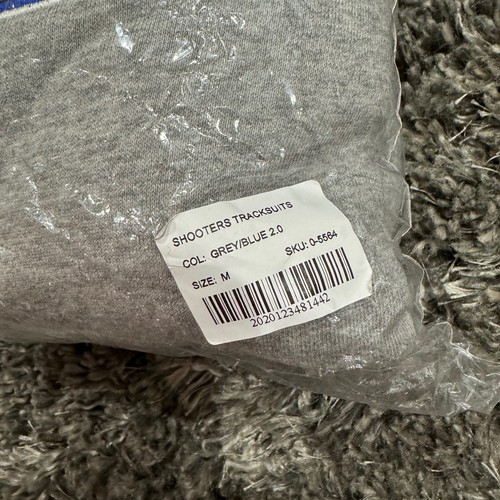 SHOOTERS TRACKSUITS
COL: GREY/BLUE 2.0
SIZE: M SKU: 0-5564
2020123481442